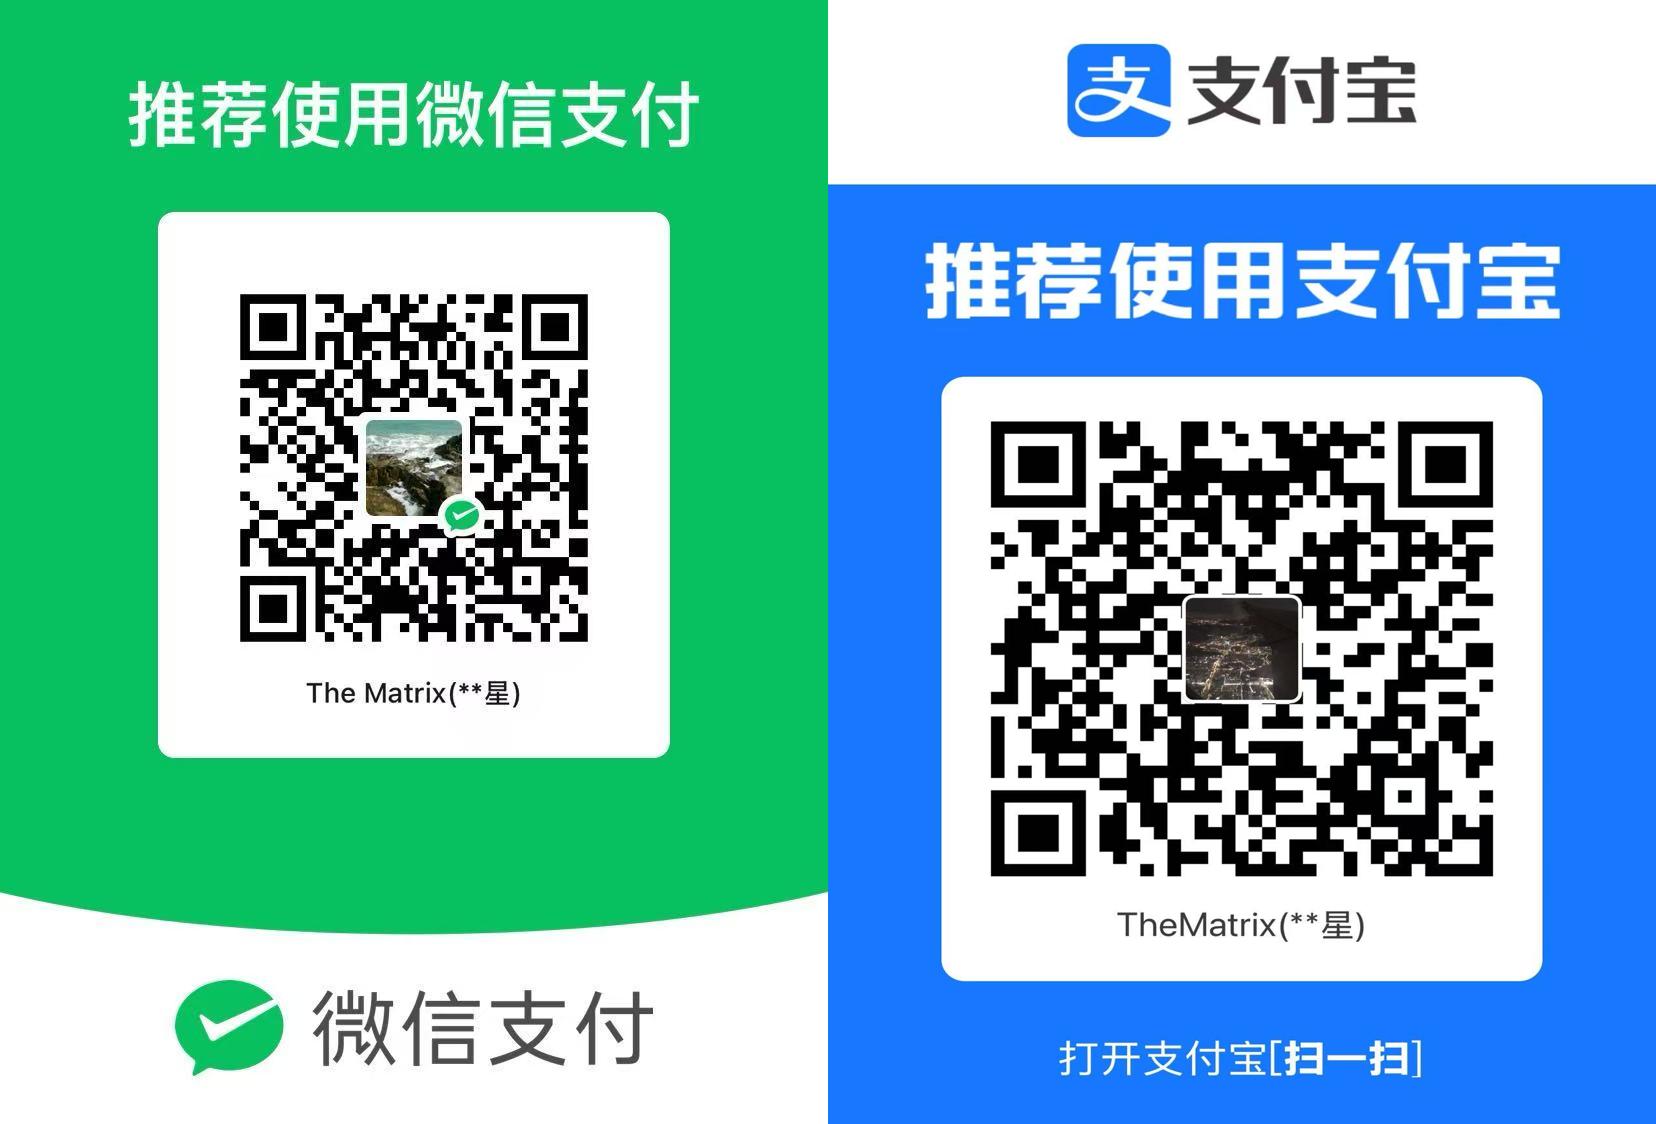 推荐使用微信支付
The Matrix(**星)
微信支付
支 支付宝
推荐使用支付宝
TheMatrix(**星)
打开支付宝[扫一扫]